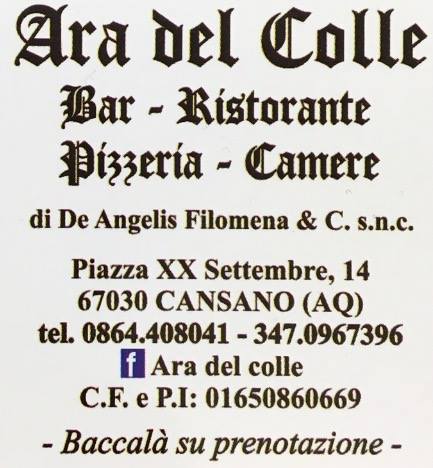 Ara del Colle
Bar - Ristorante
Pizzeria - Camere
di De Angelis Filomena & C. s.n.c.
Piazza XX Settembre, 14
67030 CANSANO (AQ)
tel. 0864.408041 - 347.0967396
f Ara del colle
C.F. e P.I: 01650860669
- Baccalà su prenotazione -